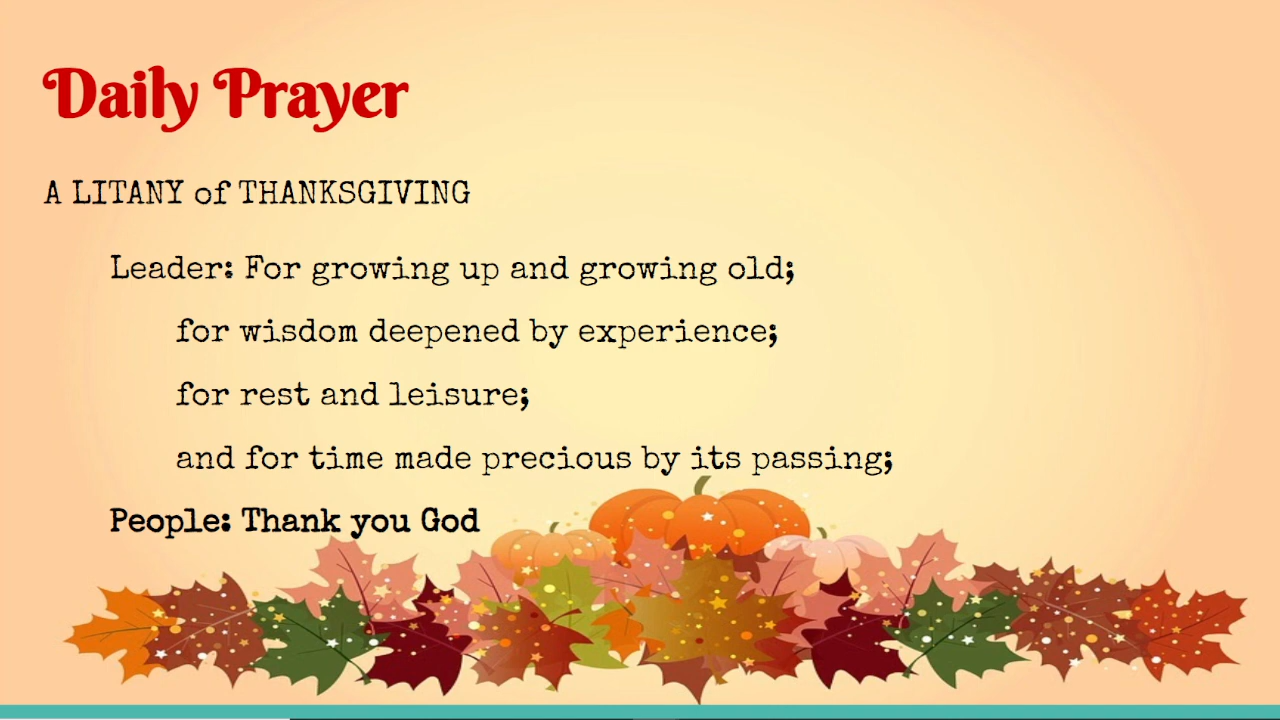 Daily Prayer
A LITANY of THANKSGIVING
Leader: For growing up and growing old;
for wisdom deepened by experience;
for rest and leisure;
and for time made precious by its passing;
People: Thank you God